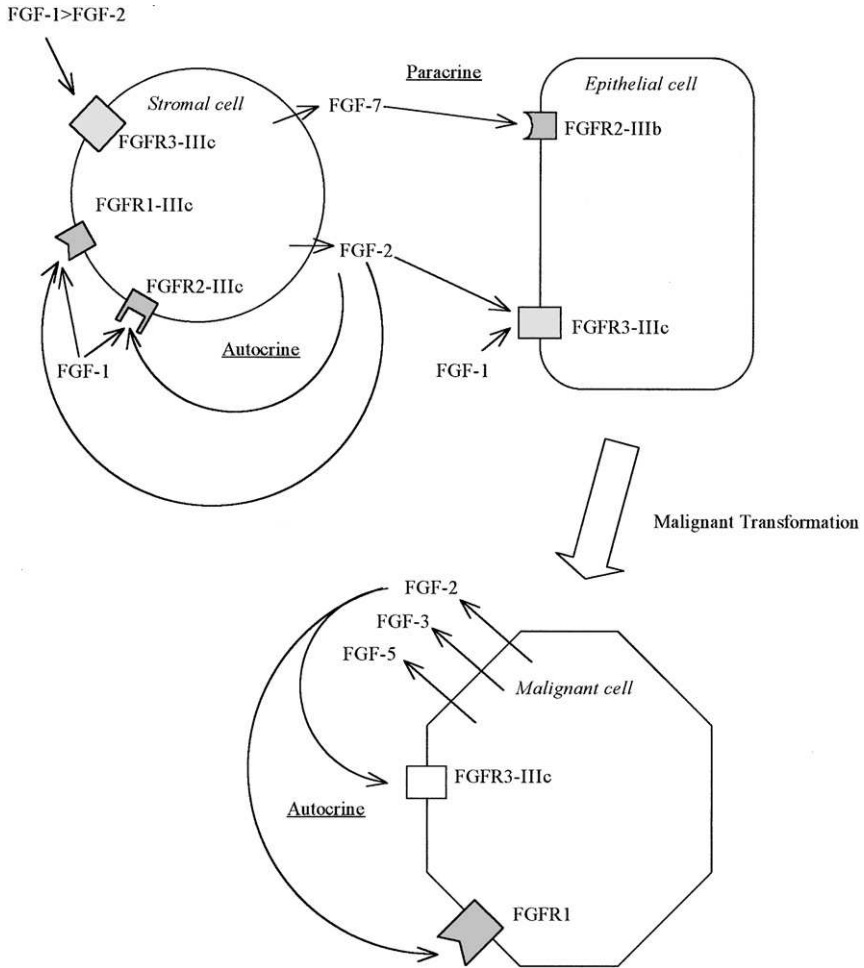 FGF-1>FGF-2
Paracrine
Stromal cell
Epithelial cell
FGF-7
FGFR3-IIIc
FGFR2-IIIb
FGFR1-IIIc
FGF-2
FGFR2-IIIc
FGFR3-IIIc
Autocrine
FGF-1
FGF-1
Malignant Transformation
FGF-2
FGF-3
FGF-5
Malignant cell
FGFR3-IIIc
Autocrine
FGFR1